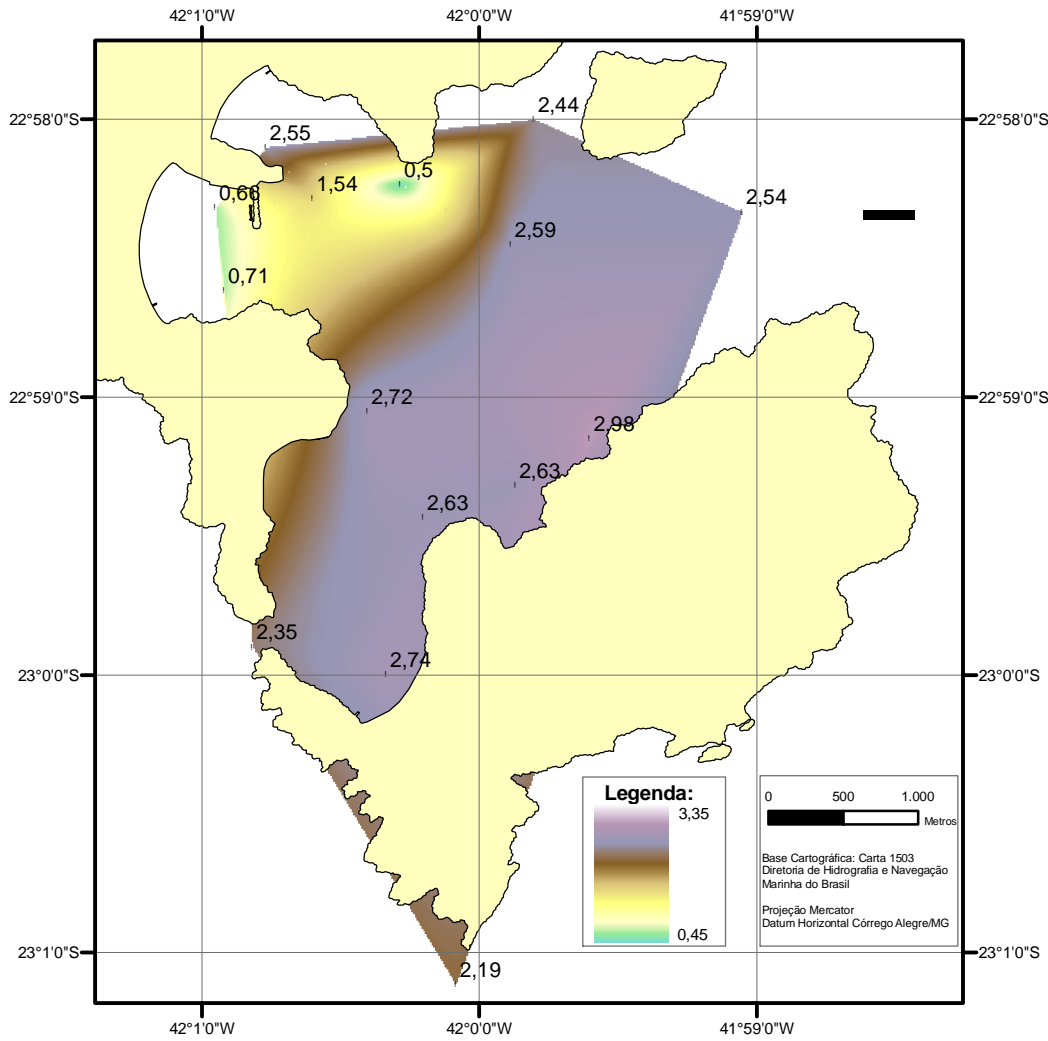 42°1'0"W
42°0'0"W
41°59'0"W
22°58'0"S
22°58'0"S
2,44
2,55
0,5
1,54
0,66
2,54
2,59
0,71
22°59'0"S
22°59'0"S
2,72
2,98
2,63
2,63
2,35
2,74
23°0'0"S
23°0'0"S
Legenda:
3,35
0,45
0
500
1.000
Metros
Base Cartográfica: Carta 1503
Diretoria de Hidrografia e Navegação
Marinha do Brasil
Projeção Mercator
Datum Horizontal Córrego Alegre/MG
23°1'0"S
23°1'0"S
2,19
42°1'0"W
42°0'0"W
41°59'0"W